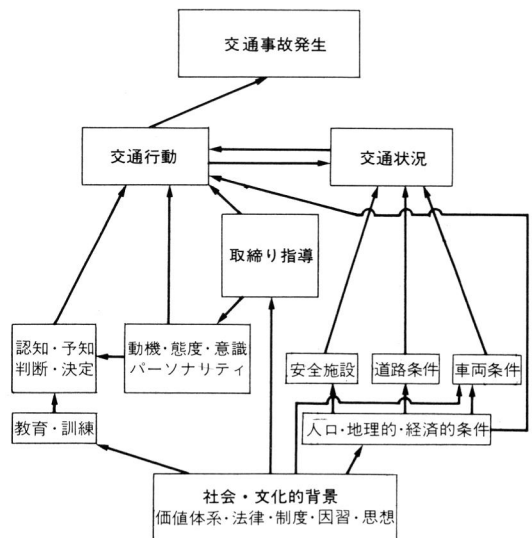 交通事故発生
交通行動
交通状況
取締り指導
認知・予知
判断・決定
動機・態度・意識
パーソナリティ
安全施設
道路条件
車両条件
教育・訓練
人口・地理的・経済的条件
社会・文化的背景
価値体系・法律・制度・因習・思想